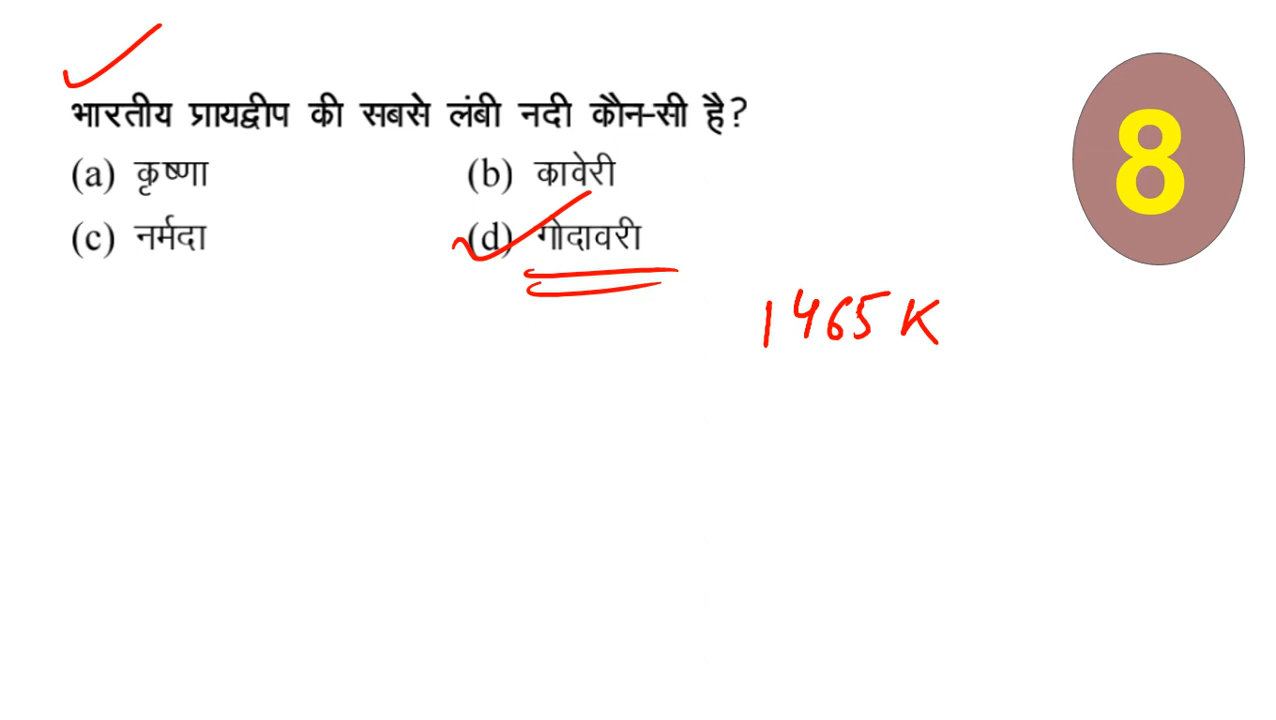 भारतीय प्रायद्वीप की सबसे लंबी नदी कौन-सी है?
8
(a) कृष्णा (b) कावेरी
(c) नर्मदा (d) गोदावरी
1465 K